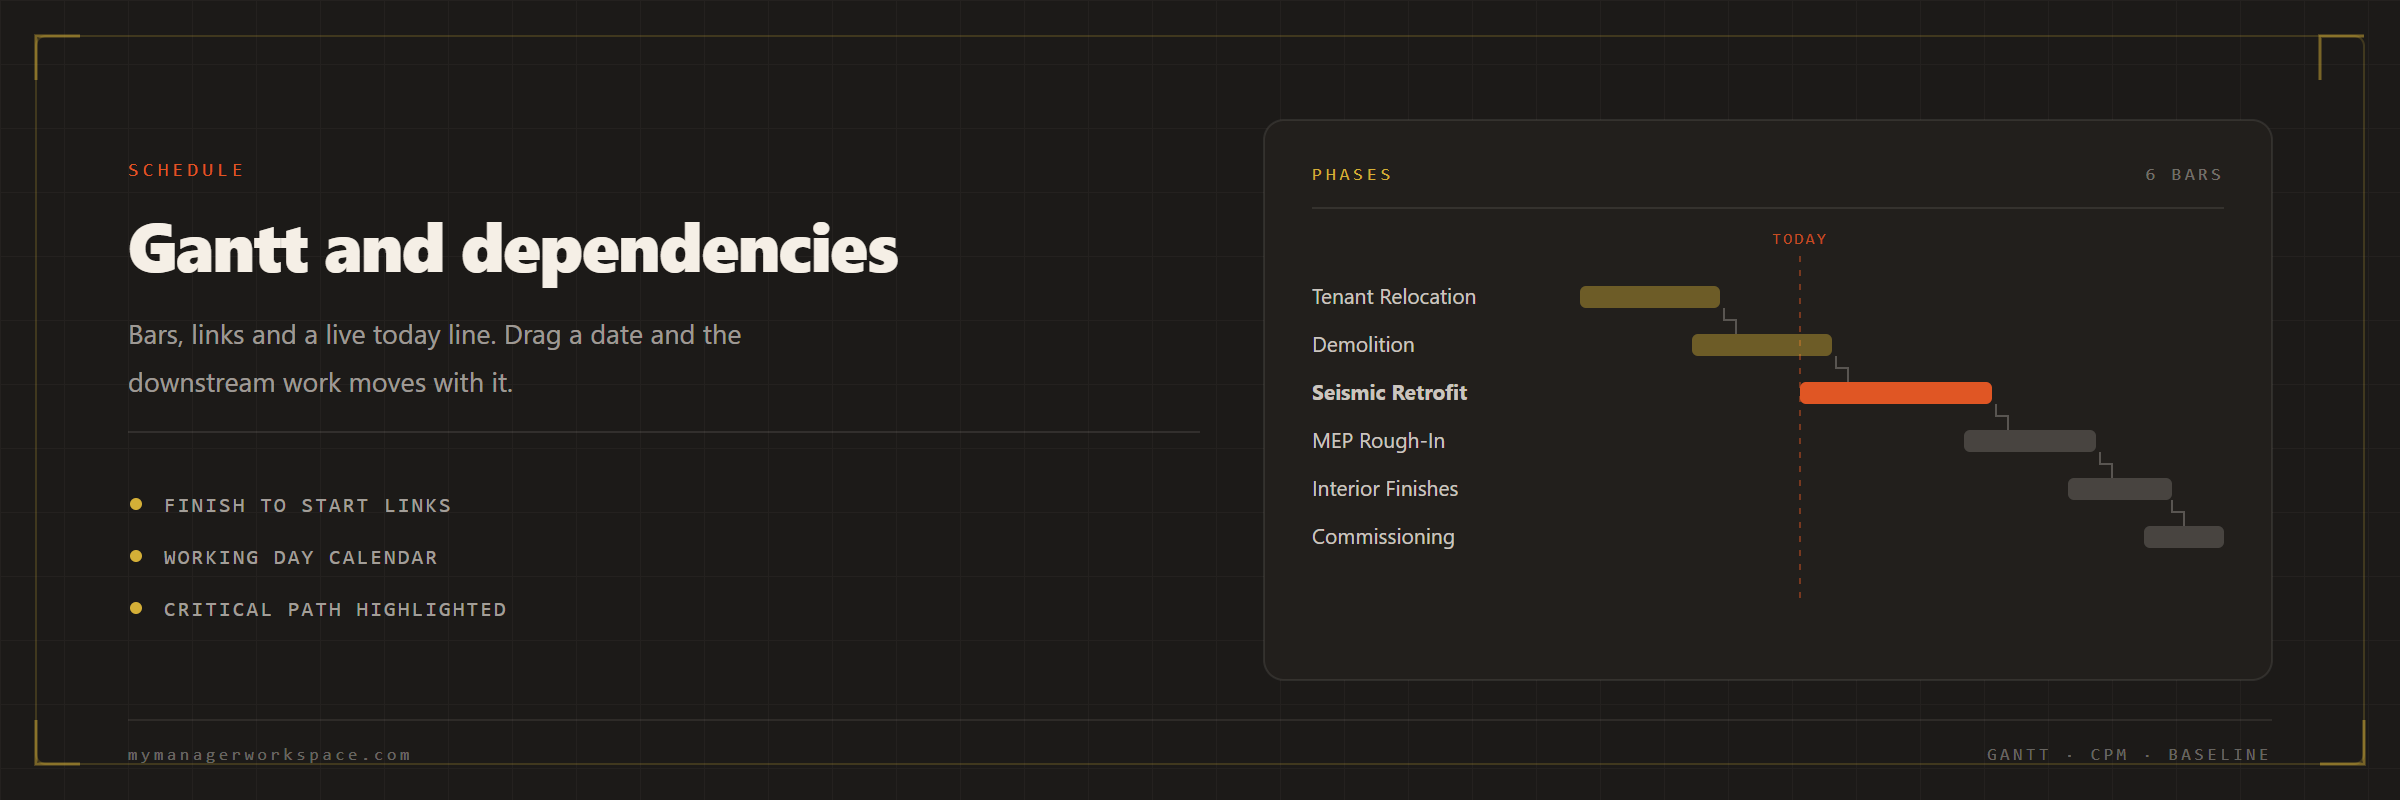 SCHEDULE
Gantt and dependencies
Bars, links and a live today line. Drag a date and the
downstream work moves with it.
FINISH TO START LINKS
WORKING DAY CALENDAR
CRITICAL PATH HIGHLIGHTED
PHASES
6 BARS
TODAY
Tenant Relocation
Demolition
Seismic Retrofit
MEP Rough-In
Interior Finishes
Commissioning
mymanagerworkspace.com
GANTT · CPM · BASELINE